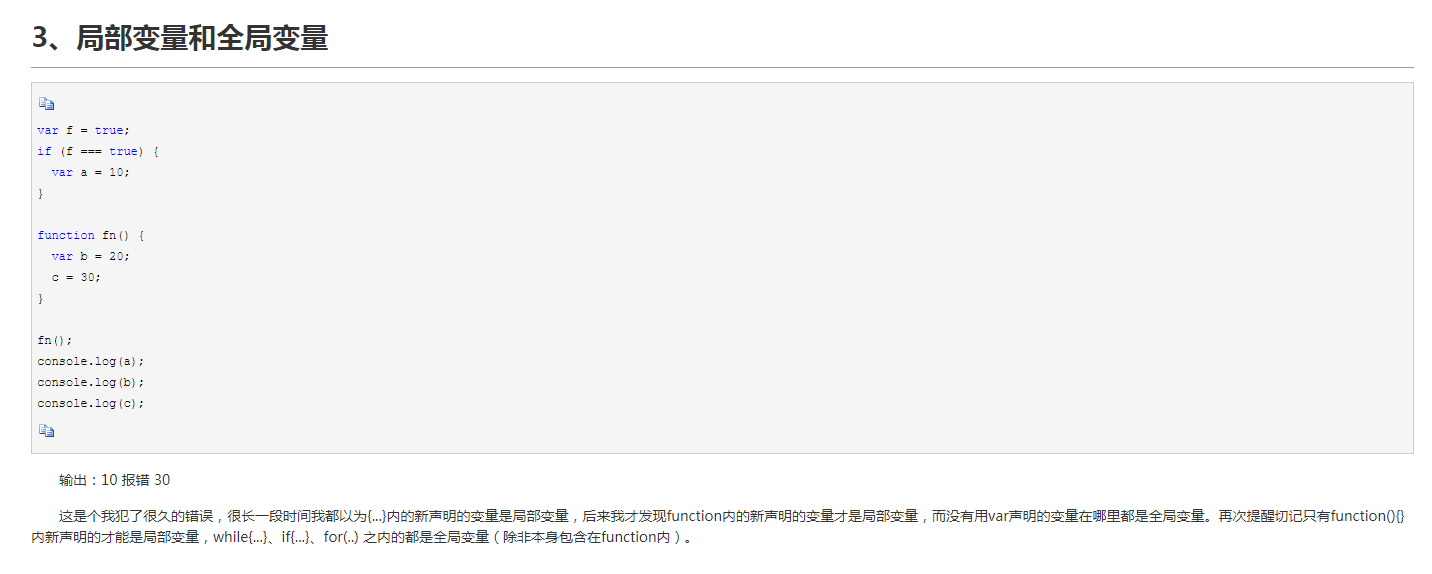 3、局部变量和全局变量
var f = true;
if (f === true) {
  var a = 10;
}
function fn() {
  var b = 20;
  c = 30;
}
fn();
console.log(a);
console.log(b);
console.log(c);
输出：10 报错 30
这是个我犯了很久的错误，很长一段时间我都以为{...}内的新声明的变量是局部变量，后来我才发现function内的新声明的变量才是局部变量，而没有用var声明的变量在哪里都是全局变量。再次提醒切记只有function(){}
内新声明的才能是局部变量，while{...}、if{...}、for(..) 之内的都是全局变量（除非本身包含在function内）。